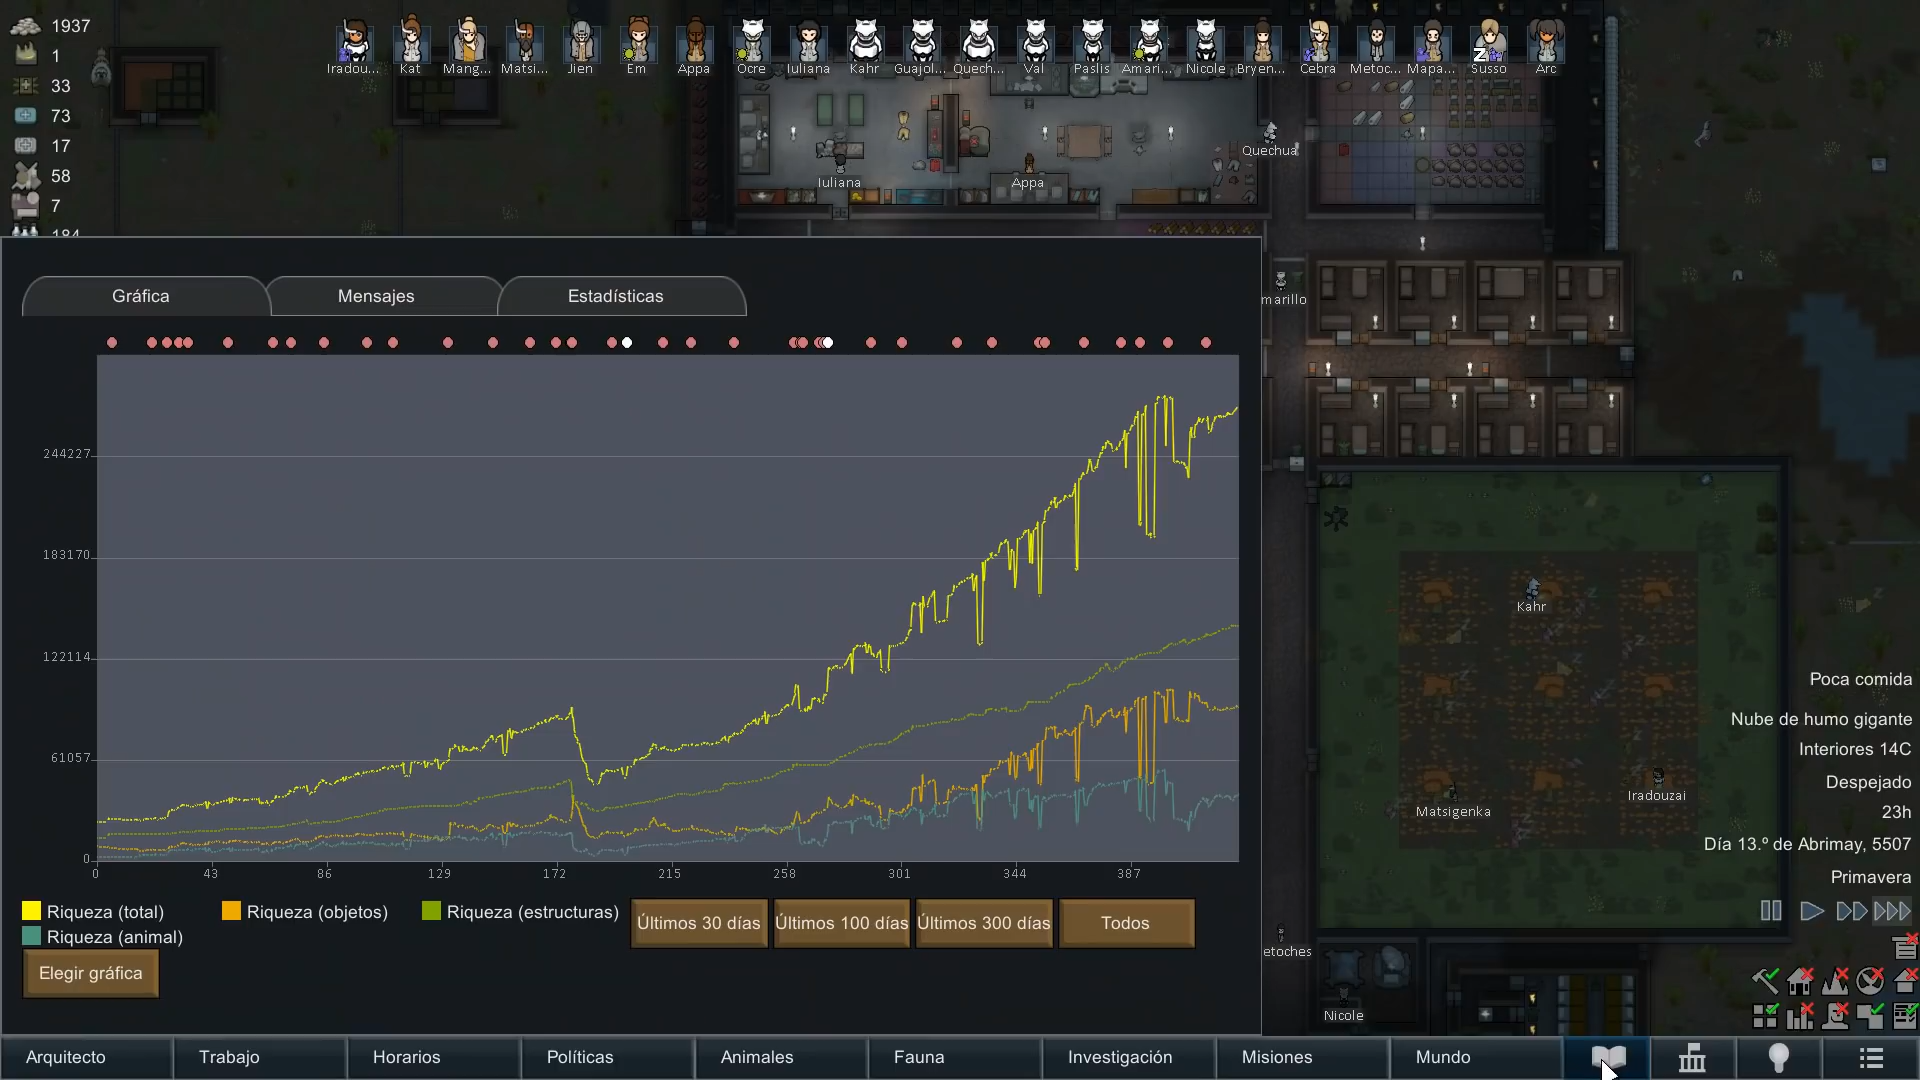 1937
1
33
73
17
58
7
184
Iradou...
Kat
Mang...
Matsi...
Jien
Em
Appa
Ocre
Iuliana
Kahr
Guajol...
Quech...
Val
Paslis
Amari...
Nicole
Bryen...
Cebra
Metoc...
Mapa...
Susso
Arc
Z
Quechua
Iuliana
Appa
marillo
Gráfica
Mensajes
Estadísticas
244227
183170
122114
61057
0
0
43
86
129
172
215
258
301
344
387
Riqueza (total)
Riqueza (objetos)
Riqueza (estructuras)
Riqueza (animal)
Últimos 30 días
Últimos 100 días
Últimos 300 días
Todos
Elegir gráfica
Kahr
Matsigenka
Iradouzai
etoches
Nicole
Poca comida
Nube de humo gigante
Interiores 14C
Despejado
23h
Día 13.º de Abrimay, 5507
Primavera
Arquitecto
Trabajo
Horarios
Políticas
Animales
Fauna
Investigación
Misiones
Mundo